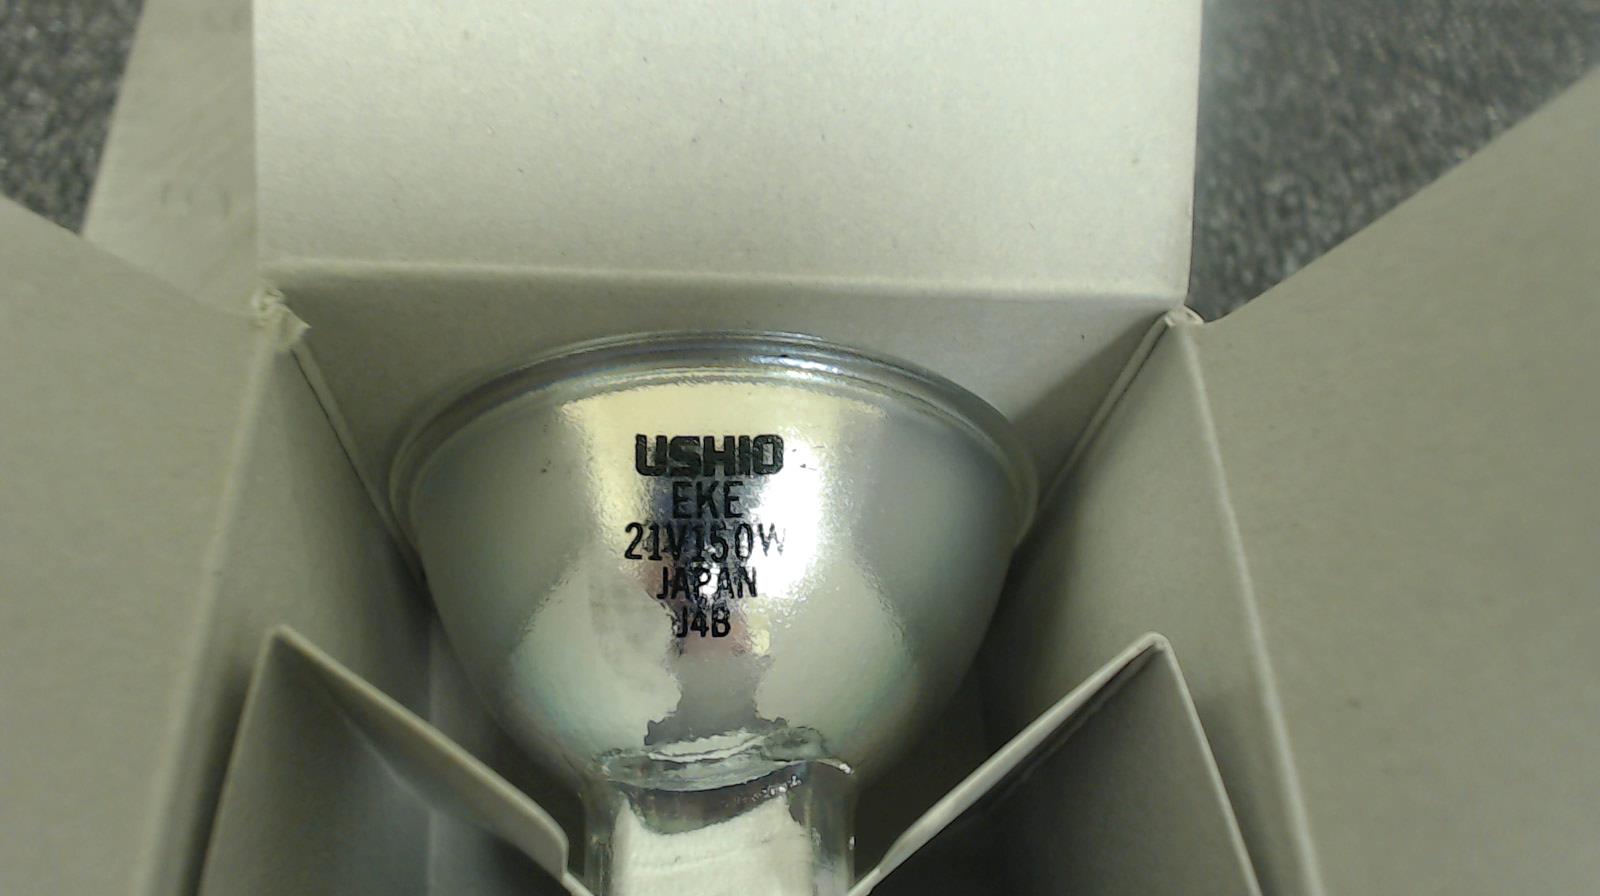 USHIO
EKE
21V150W
JAPAN
J4B